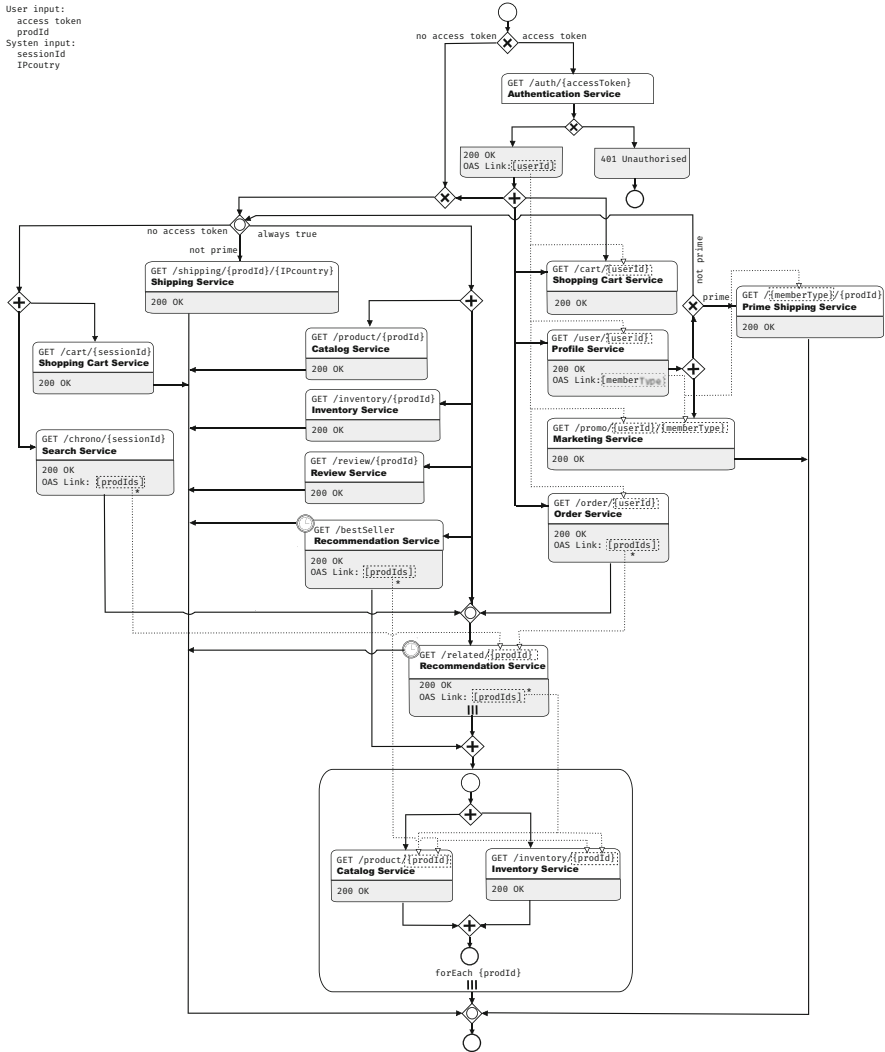 User input:
access token
prodId
Systen input:
sessionId
IPcoutry
no access token
access token
GET /auth/{accessToken}
Authentication Service
200 OK
OAS Link:[userId]
401 Unauthorised
no access token
not prime
always true
GET /shipping/{prodId}/{IPcountry}
Shipping Service
200 OK
GET /cart/{userId}
Shopping Cart Service
200 OK
not prime
prime
GET /{memberType}/{prodId}
Prime Shipping Service
200 OK
GET /cart/{sessionId}
Shopping Cart Service
200 OK
GET /product/{prodId}
Catalog Service
200 OK
GET /user/{userid}
Profile Service
200 OK
OAS Link:[memberType]
GET /inventory/{prodId}
Inventory Service
200 OK
GET /promo/{userId}/{memberType}
Marketing Service
200 OK
GET /chrono/{sessionId}
Search Service
200 OK
OAS Link: [prodIds]
*
GET /review/{prodId}
Review Service
200 OK
GET /order/{userId}
Order Service
200 OK
OAS Link: [prodIds]
*
GET /bestSeller
Recommendation Service
200 OK
OAS Link: [prodIds]
*
GET /related/{prodId}
Recommendation Service
200 OK
OAS Link: [prodIds]
*
GET /product/{prodId}
Catalog Service
200 OK
GET /inventory/{prodId}
Inventory Service
200 OK
forEach {prodId}